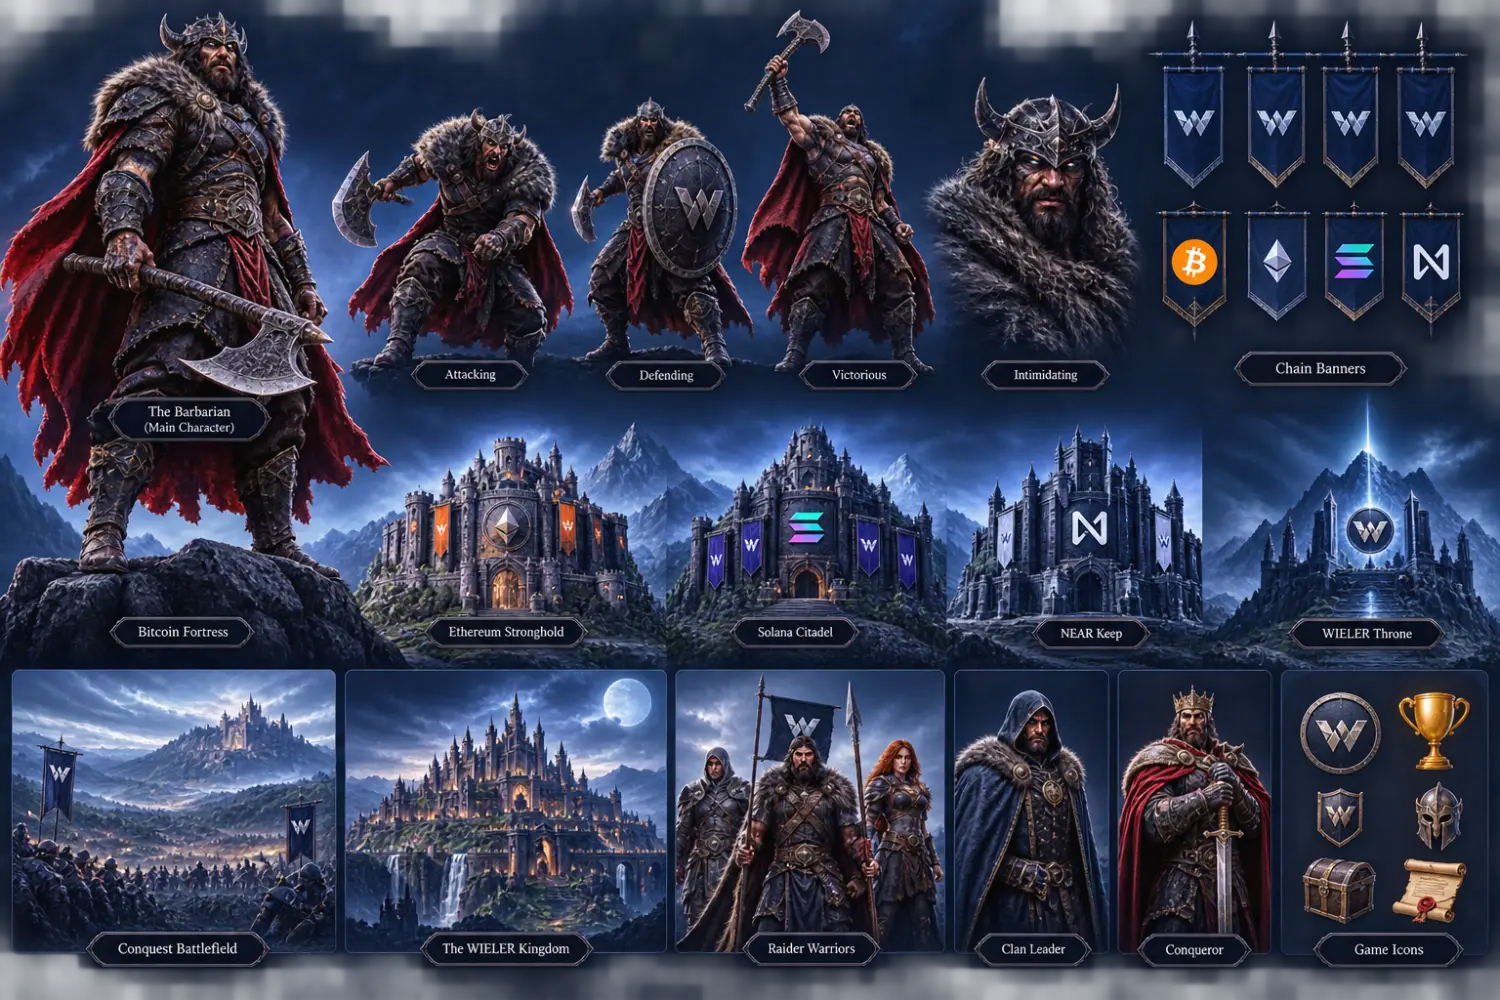 Attacking
Defending
Victorious
Intimidating
Chain Banners
The Barbarian
(Main Character)
Bitcoin Fortress
Ethereum Stronghold
Solana Citadel
NEAR Keep
WIELER Throne
Conquest Battlefield
The WIELER Kingdom
Raider Warriors
Clan Leader
Conqueror
Game Icons